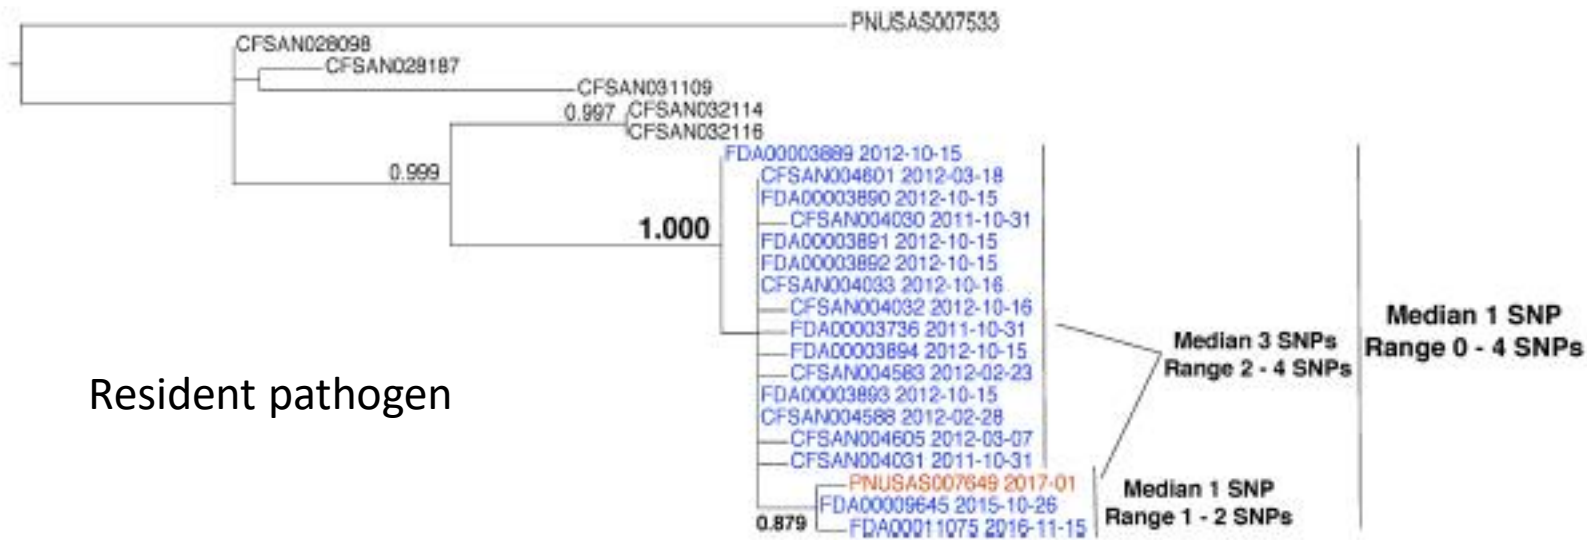 PNUSAS007533
CFSAN028098
CFSAN028187
CFSAN031109
0.997 CFSAN032114
CFSAN032116
FDA00003889 2012-10-15
0.999 CFSAN004601 2012-03-18
FDA00003890 2012-10-15
1.000 CFSAN004030 2011-10-31
FDA00003891 2012-10-15
FDA00003892 2012-10-15
CFSAN004033 2012-10-16
CFSAN004032 2012-10-16
FDA00003736 2011-10-31
FDA00003894 2012-10-15
CFSAN004583 2012-02-23
FDA00003893 2012-10-15
CFSAN004588 2012-02-28
CFSAN004605 2012-03-07
CFSAN004031 2011-10-31
PNUSAS007649 2017-01
FDA00009645 2015-10-26
0.879 FDA00011075 2016-11-15
Median 3 SNPs
Range 2 - 4 SNPs
Median 1 SNP
Range 0 - 4 SNPs
Median 1 SNP
Range 1 - 2 SNPs
Resident pathogen